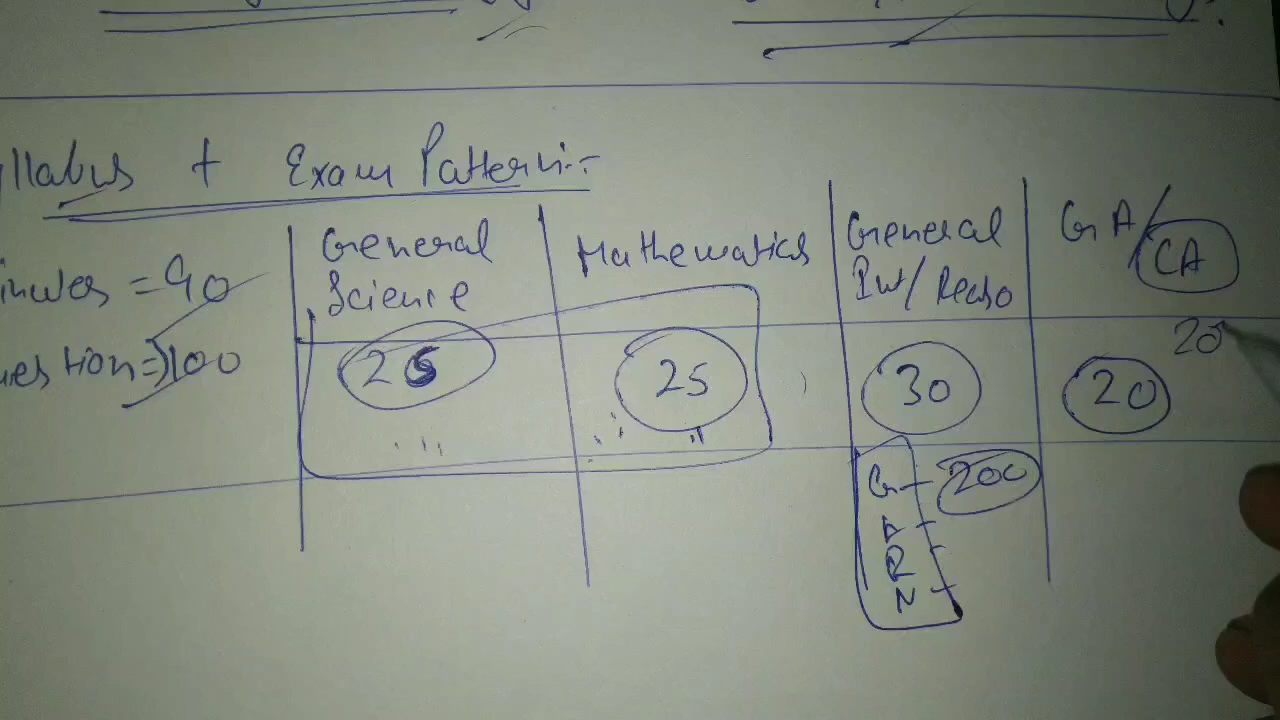 yllabus + Exam Pattern:-
inutes = 90
uestion = 100
General Science
Mathematics
General Int/Reaso
GA/CA
25
25
30
20
20
G - 200
A -
R -
N -